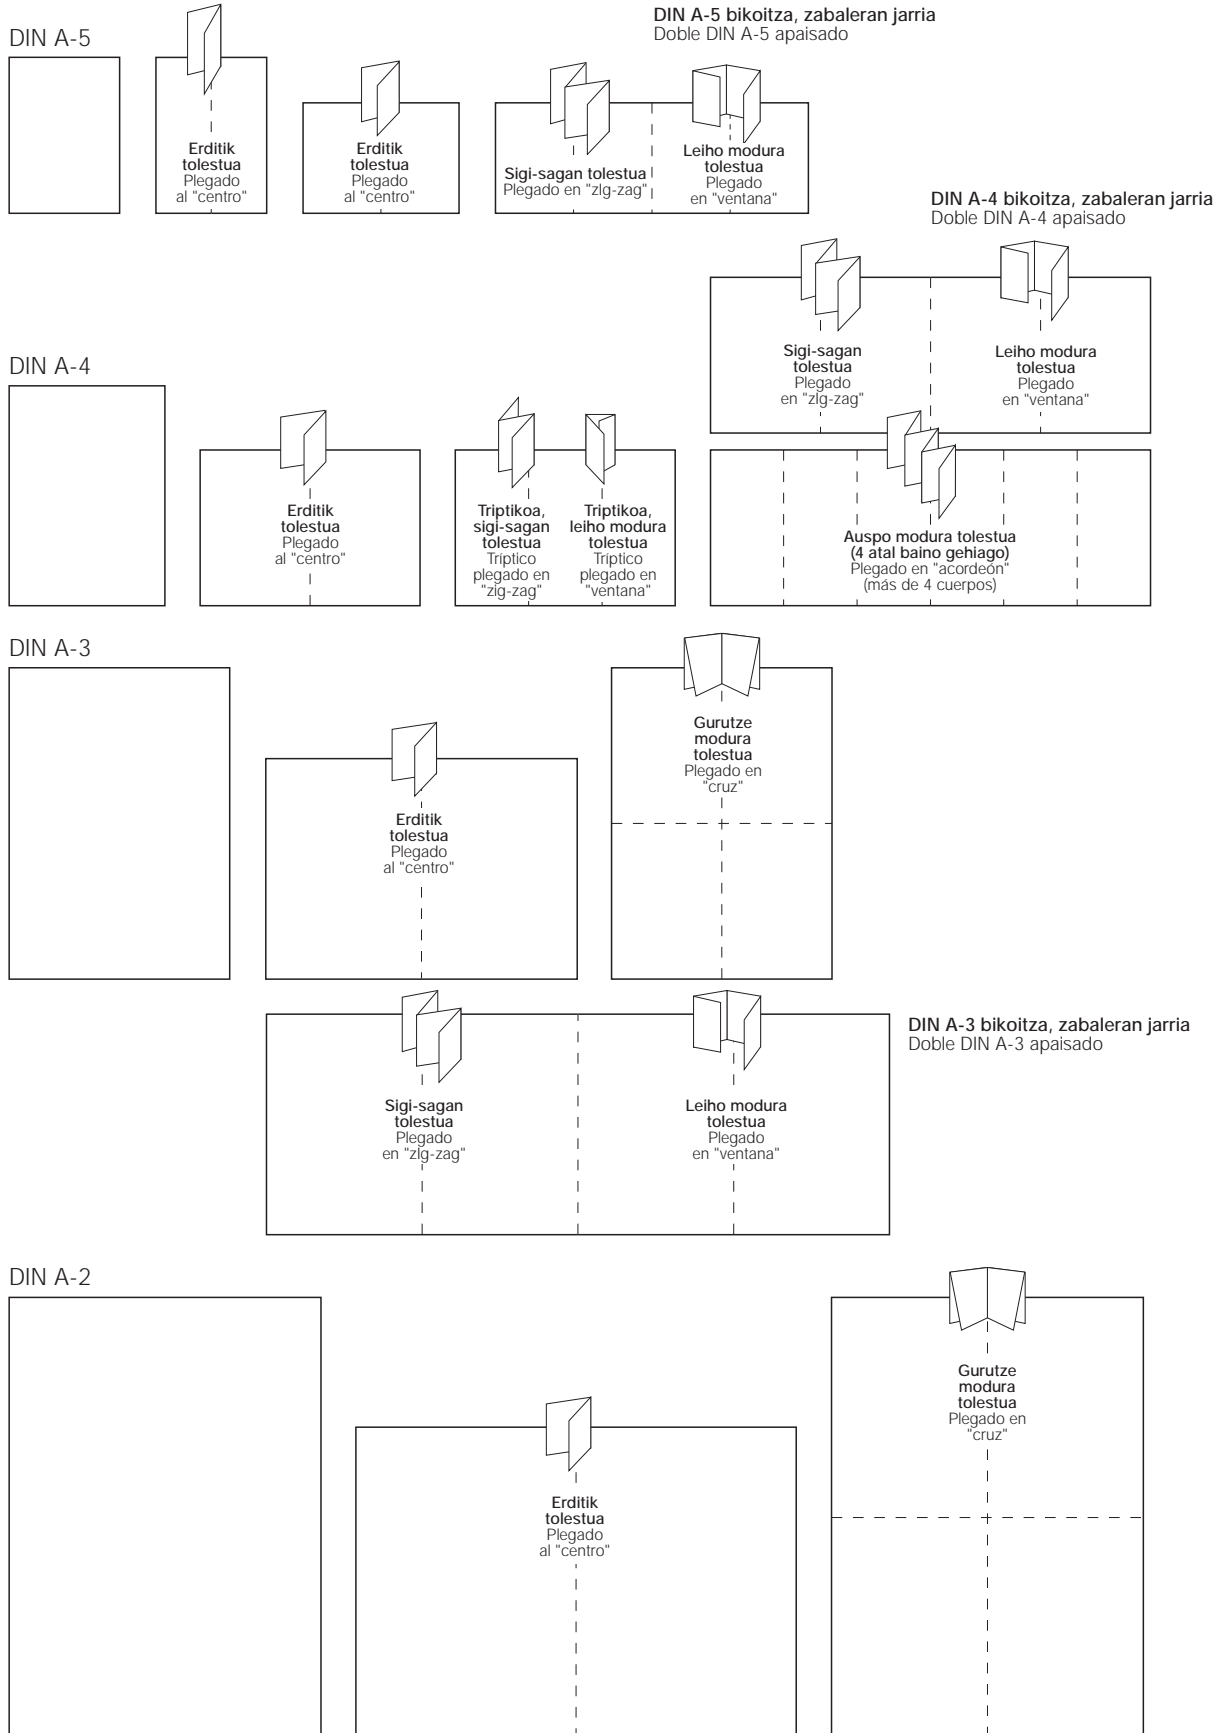 DIN A-5
DIN A-5 bikoitza, zabaleran jarria
Doble DIN A-5 apaisado
Erditik
tolestua
Plegado
al "centro"
Erditik
tolestua
Plegado
al "centro"
Sigi-sagan tolestua
Plegado en "zig-zag"
Leiho modura
tolestua
Plegado
en "ventana"
DIN A-4 bikoitza, zabaleran jarria
Doble DIN A-4 apaisado
Sigi-sagan
tolestua
Plegado
en "zig-zag"
Leiho modura
tolestua
Plegado
en "ventana"
DIN A-4
Erditik
tolestua
Plegado
al "centro"
Triptikoa,
sigi-sagan
tolestua
Tríptico
plegado en
"zig-zag"
Triptikoa,
leiho modura
tolestua
Tríptico
plegado en
"ventana"
Auspo modura tolestua
(4 atal baino gehiago)
Plegado en "acordeón"
(más de 4 cuerpos)
DIN A-3
Erditik
tolestua
Plegado
al "centro"
Gurutze
modura
tolestua
Plegado en
"cruz"
Sigi-sagan
tolestua
Plegado
en "zig-zag"
Leiho modura
tolestua
Plegado
en "ventana"
DIN A-3 bikoitza, zabaleran jarria
Doble DIN A-3 apaisado
DIN A-2
Erditik
tolestua
Plegado
al "centro"
Gurutze
modura
tolestua
Plegado en
"cruz"